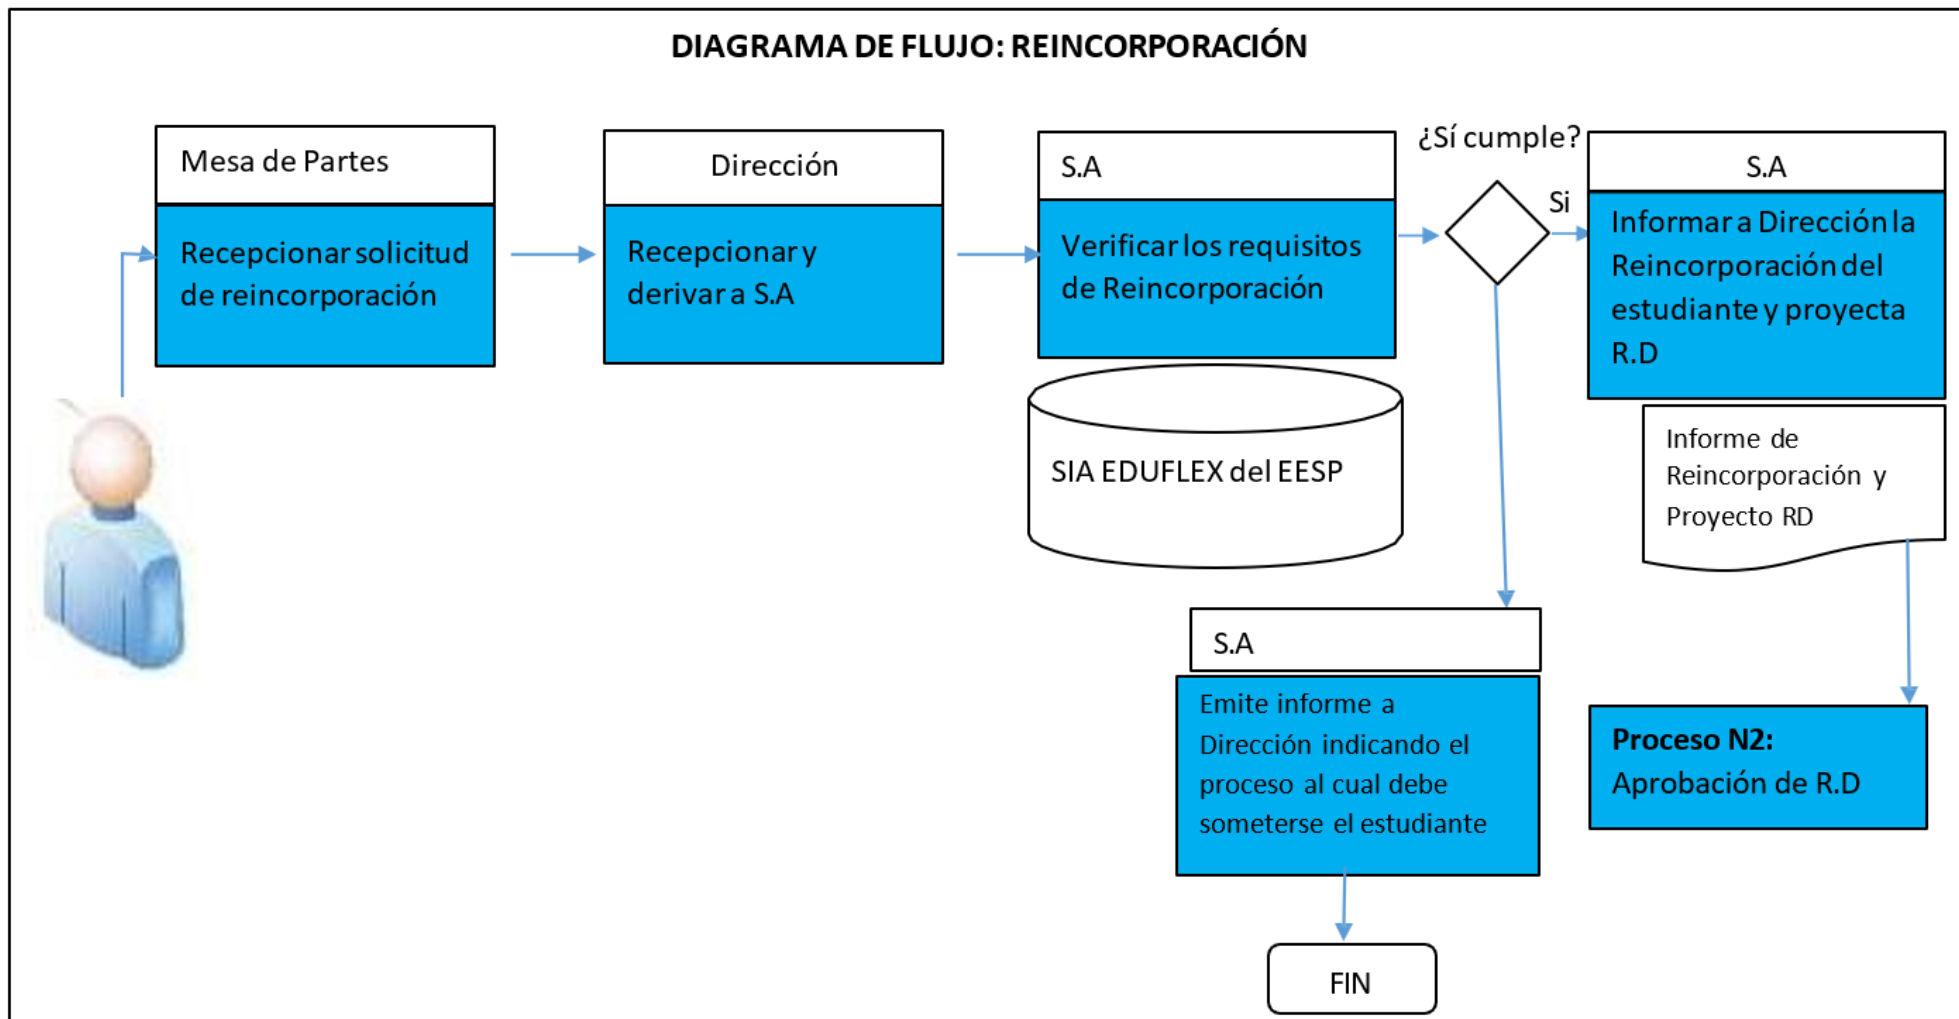 DIAGRAMA DE FLUJO: REINCORPORACIÓN
Mesa de Partes
Recepcionar solicitud
de reincorporación
Dirección
Recepcionar y
derivar a S.A
S.A
Verificar los requisitos
de Reincorporación
SIA EDUFLEX del EESP
¿Sí cumple?
Si
S.A
Informar a Dirección la
Reincorporación del
estudiante y proyecta
R.D
Informe de
Reincorporación y
Proyecto RD
S.A
Emite informe a
Dirección indicando el
proceso al cual debe
someterse el estudiante
Proceso N2:
Aprobación de R.D
FIN